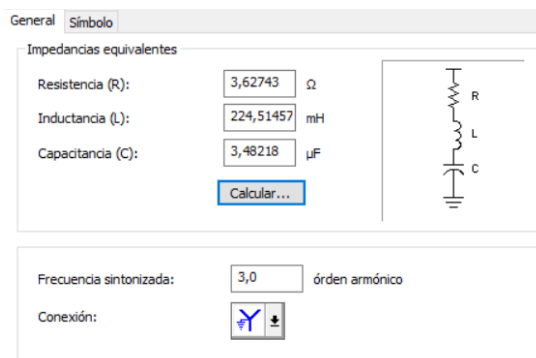 General Símbolo
Impedancias equivalentes
Resistencia (R): 3,62743 Ω
Inductancia (L): 224,51457 mH
Capacitancia (C): 3,48218 µF
Calcular...
R
L
C
Frecuencia sintonizada: 3,0 órden armónico
Conexión: